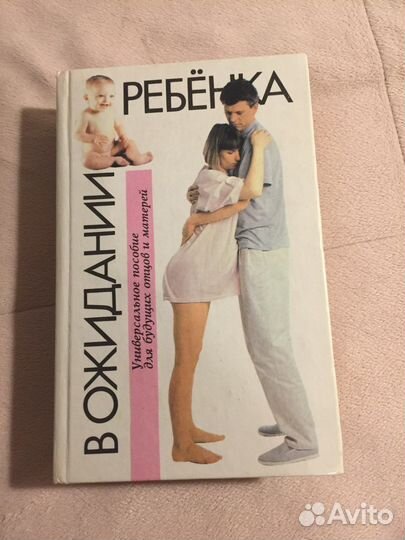 В ОЖИДАНИИ
РЕБЁНКА
Универсальное пособие
для будущих отцов и матерей
Avito